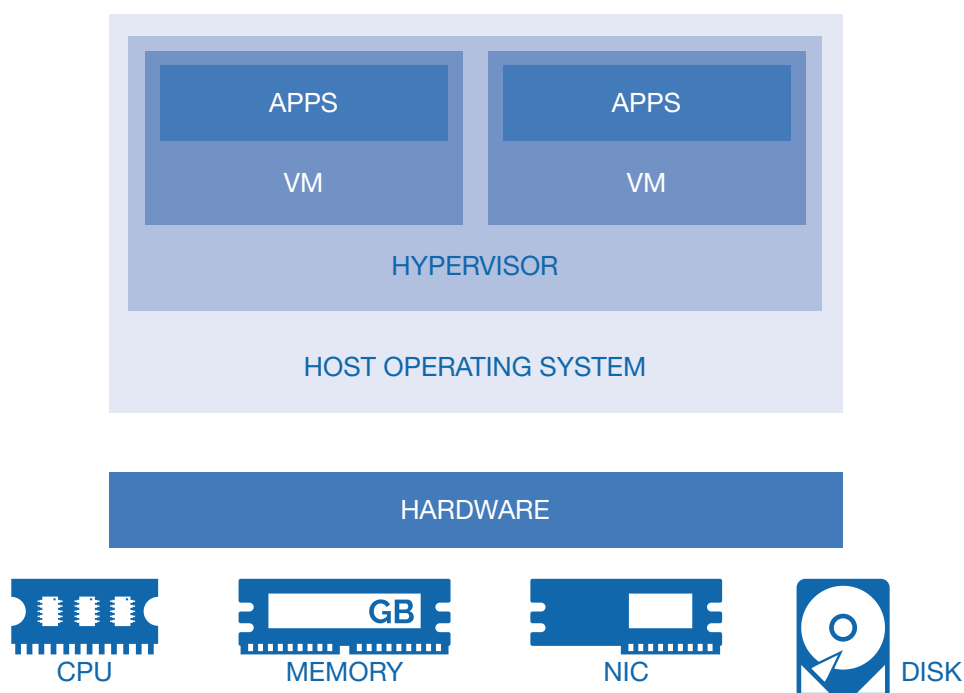 APPS
APPS
VM
VM
HYPERVISOR
HOST OPERATING SYSTEM
HARDWARE
GB
CPU
MEMORY
NIC
DISK